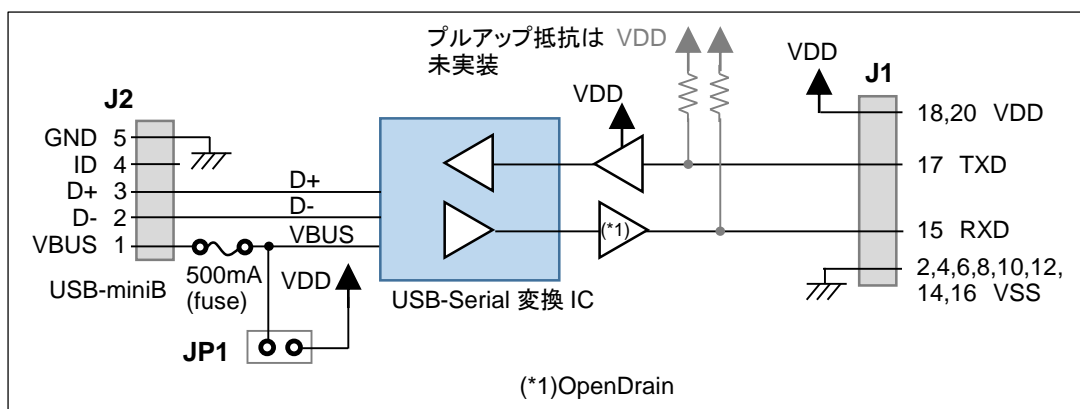 プルアップ抵抗は VDD
未実装
VDD
J1
J2
VDD
18,20 VDD
GND 5
ID 4
17 TXD
D+ 3
D+
D- 2
D-
(*1)
15 RXD
VBUS 1
VBUS
500mA
(fuse)
VDD
2,4,6,8,10,12,
14,16 VSS
USB-miniB
USB-Serial 変換 IC
JP1
(*1)OpenDrain